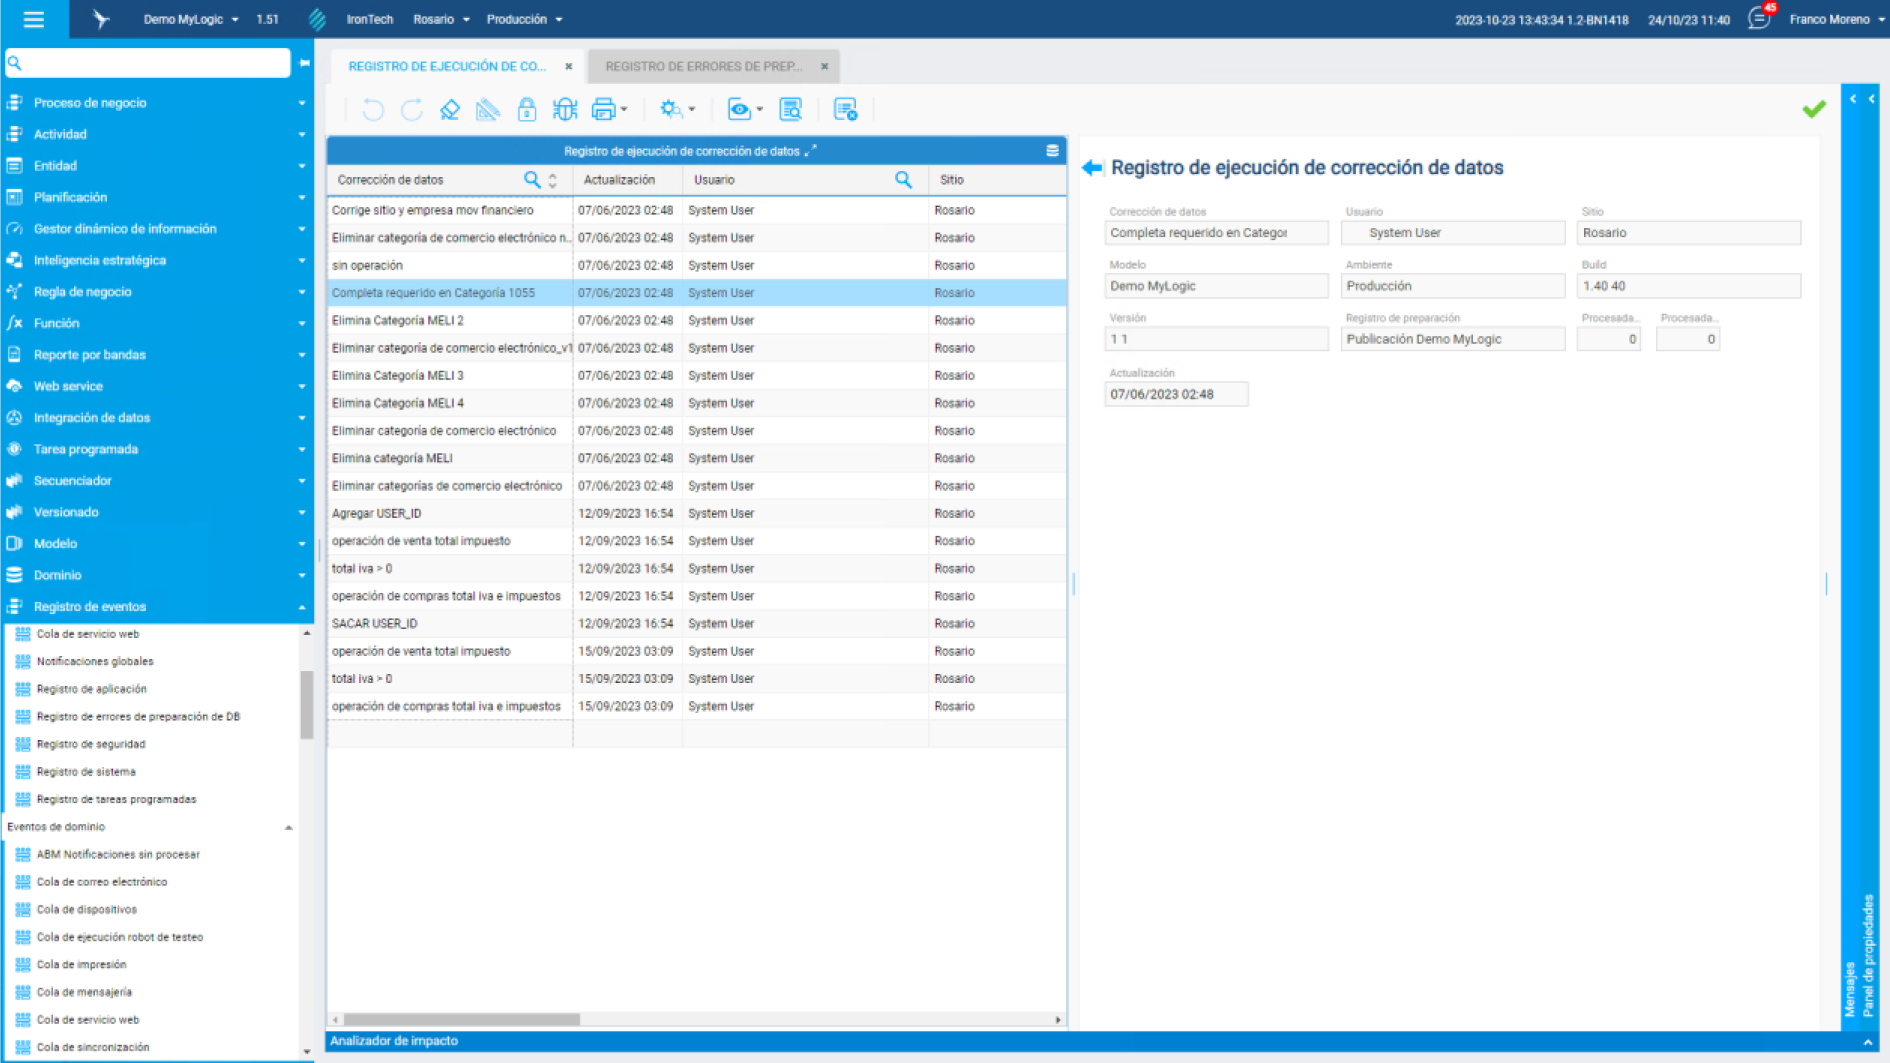 Demo MyLogic 1.51 IronTech Rosario Producción 2023-10-23 13:43:34 1.2-BN1418 24/10/23 11:40 45 Franco Moreno
REGISTRO DE EJECUCIÓN DE CO... × REGISTRO DE ERRORES DE PREP... ×
Proceso de negocio
Actividad
Entidad
Planificación
Gestor dinámico de información
Inteligencia estratégica
Regla de negocio
Función
Reporte por bandas
Web service
Integración de datos
Tarea programada
Secuenciador
Versionado
Modelo
Dominio
Registro de eventos
Cola de servicio web
Notificaciones globales
Registro de aplicación
Registro de errores de preparación de DB
Registro de seguridad
Registro de sistema
Registro de tareas programadas
Eventos de dominio
ABM Notificaciones sin procesar
Cola de correo electrónico
Cola de dispositivos
Cola de ejecución robot de testeo
Cola de impresión
Cola de mensajería
Cola de servicio web
Cola de sincronización
Registro de ejecución de corrección de datos
Corrección de datos Actualización Usuario Sitio
Corrige sitio y empresa mov financiero 07/06/2023 02:48 System User Rosario
Eliminar categoría de comercio electrónico n... 07/06/2023 02:48 System User Rosario
sin operación 07/06/2023 02:48 System User Rosario
Completa requerido en Categoría 1055 07/06/2023 02:48 System User Rosario
Elimina Categoría MELI 2 07/06/2023 02:48 System User Rosario
Eliminar categoría de comercio electrónico_v1 07/06/2023 02:48 System User Rosario
Elimina Categoría MELI 3 07/06/2023 02:48 System User Rosario
Elimina Categoría MELI 4 07/06/2023 02:48 System User Rosario
Eliminar categoría de comercio electrónico 07/06/2023 02:48 System User Rosario
Elimina categoría MELI 07/06/2023 02:48 System User Rosario
Eliminar categorías de comercio electrónico 07/06/2023 02:48 System User Rosario
Agregar USER_ID 12/09/2023 16:54 System User Rosario
operación de venta total impuesto 12/09/2023 16:54 System User Rosario
total iva > 0 12/09/2023 16:54 System User Rosario
operación de compras total iva e impuestos 12/09/2023 16:54 System User Rosario
SACAR USER_ID 12/09/2023 16:54 System User Rosario
operación de venta total impuesto 15/09/2023 03:09 System User Rosario
total iva > 0 15/09/2023 03:09 System User Rosario
operación de compras total iva e impuestos 15/09/2023 03:09 System User Rosario
Analizador de impacto
Registro de ejecución de corrección de datos
Corrección de datos Usuario Sitio
Completa requerido en Categor System User Rosario
Modelo Ambiente Build
Demo MyLogic Producción 1.40 40
Versión Registro de preparación Procesada... Procesada...
1 1 Publicación Demo MyLogic 0 0
Actualización
07/06/2023 02:48
Mensajes
Panel de propiedades